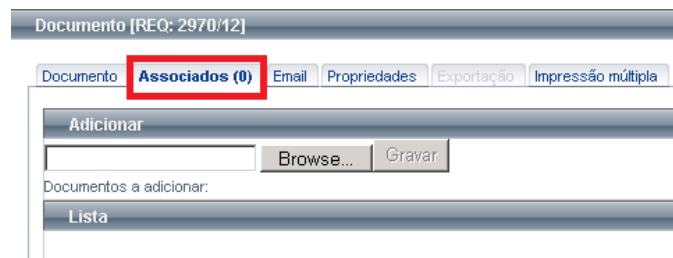 Documento [REQ: 2970/12]
Documento Associados (0) Email Propriedades Exportação Impressão múltipla
Adicionar
Browse... Gravar
Documentos a adicionar:
Lista